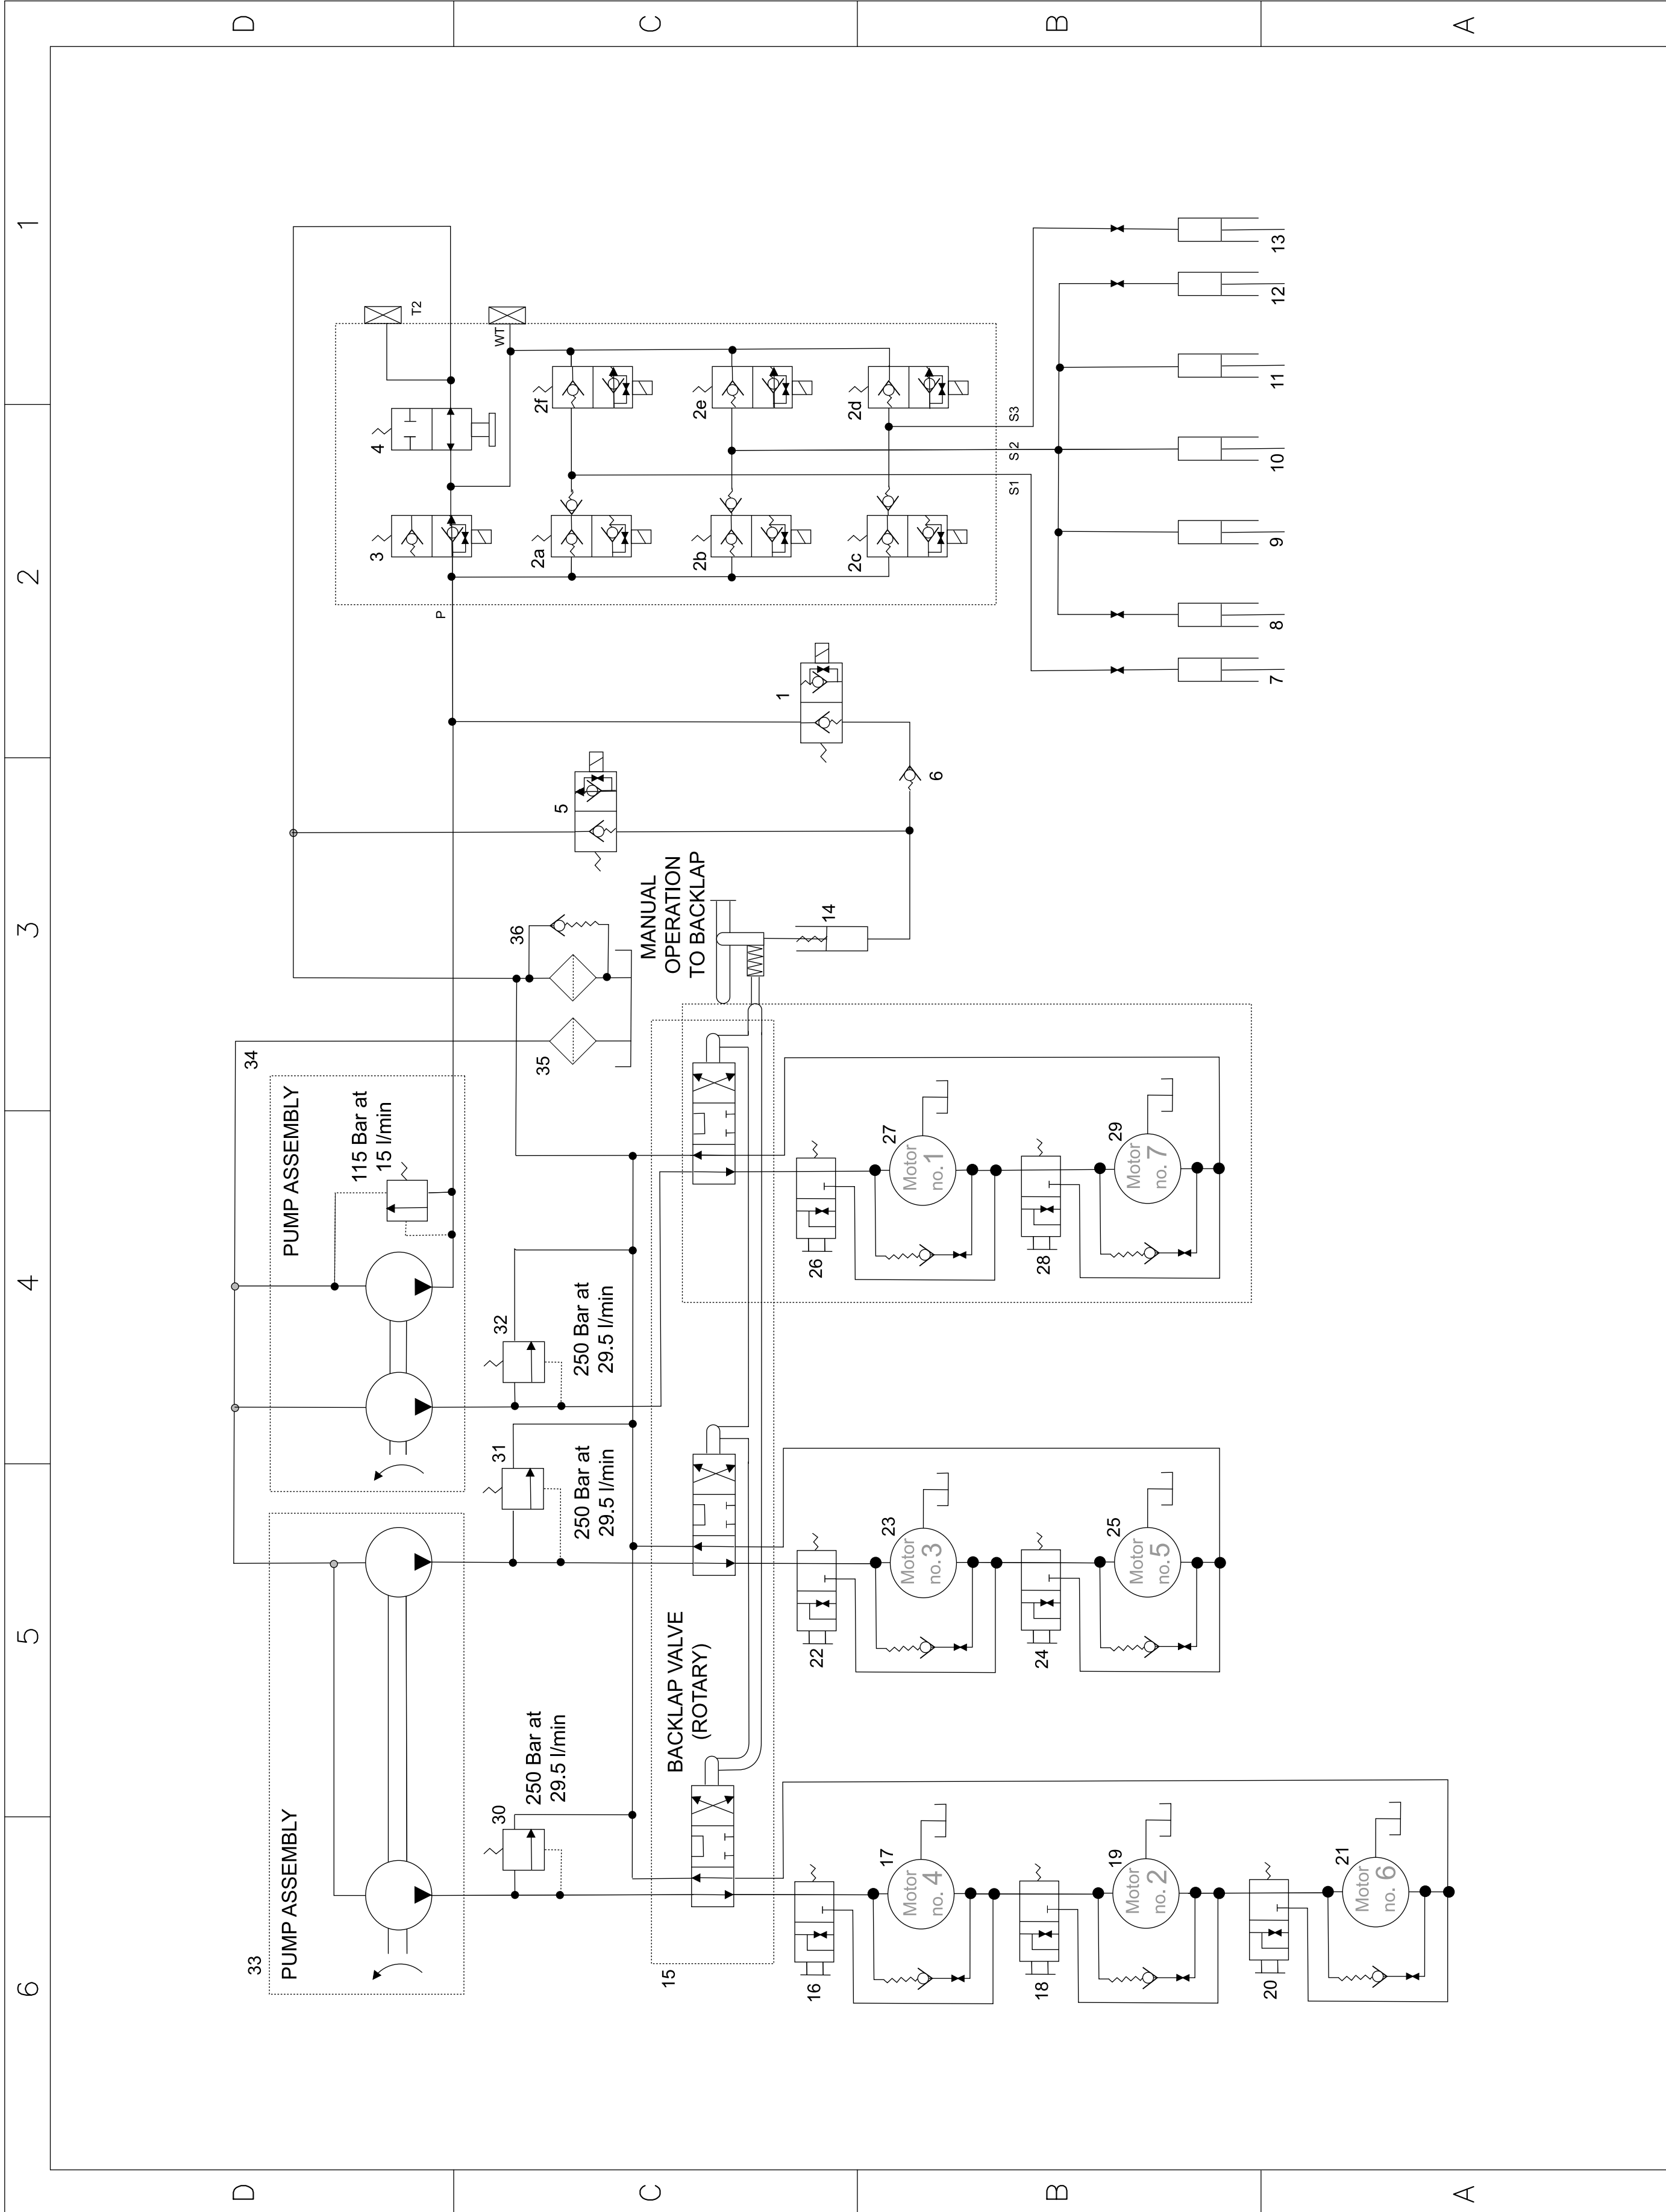 6
5
4
3
2
1
D
D
33
PUMP ASSEMBLY
PUMP ASSEMBLY
34
115 Bar at
15 l/min
3
4
T2
P
WT
30
250 Bar at
29.5 l/min
31
250 Bar at
29.5 l/min
32
250 Bar at
29.5 l/min
35
36
5
2a
2f
C
C
15
BACKLAP VALVE
(ROTARY)
MANUAL
OPERATION
TO BACKLAP
2b
2e
1
14
6
2c
2d
16
Motor
no. 4
17
22
Motor
no. 3
23
26
Motor
no. 1
27
S1
S 2
S3
B
B
18
Motor
no. 2
19
24
Motor
no. 5
25
28
Motor
no. 7
29
20
Motor
no. 6
21
7
8
9
10
11
12
13
A
A